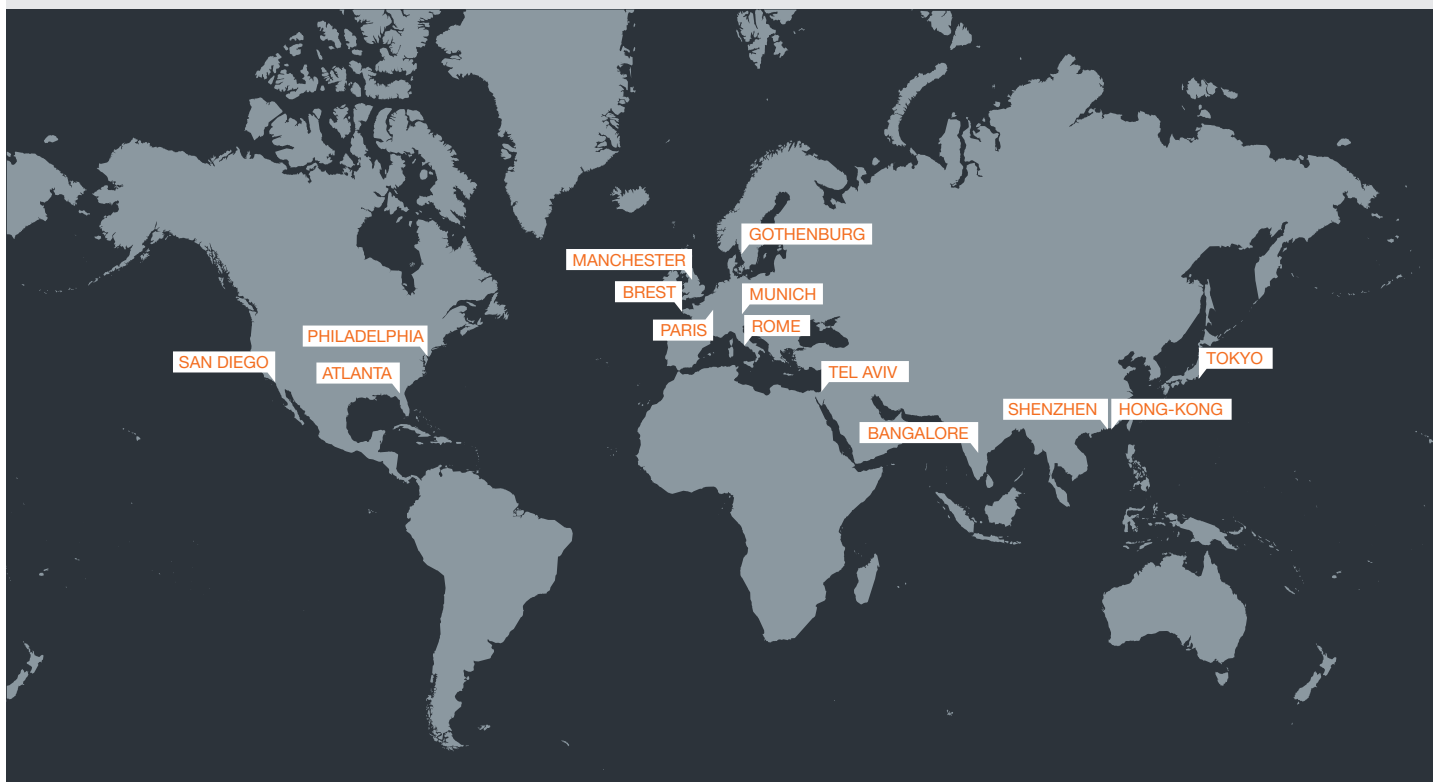 GOTHENBURG
MANCHESTER
BREST
MUNICH
PARIS
ROME
PHILADELPHIA
SAN DIEGO
ATLANTA
TEL AVIV
TOKYO
SHENZHEN
HONG-KONG
BANGALORE